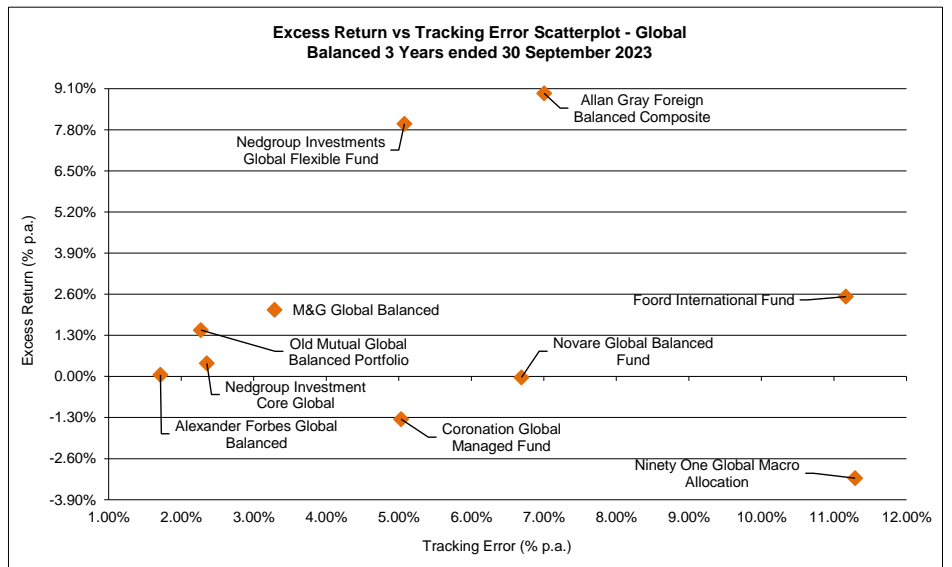 Excess Return vs Tracking Error Scatterplot - Global
Balanced 3 Years ended 30 September 2023
Excess Return (% p.a.)
9.10%
7.80%
6.50%
5.20%
3.90%
2.60%
1.30%
0.00%
-1.30%
-2.60%
-3.90%
Allan Gray Foreign
Balanced Composite
Nedgroup Investments
Global Flexible Fund
Foord International Fund
M&G Global Balanced
Old Mutual Global
Balanced Portfolio
Novare Global Balanced
Fund
Nedgroup Investment
Core Global
Alexander Forbes Global
Balanced
Coronation Global
Managed Fund
Ninety One Global Macro
Allocation
1.00% 2.00% 3.00% 4.00% 5.00% 6.00% 7.00% 8.00% 9.00% 10.00% 11.00% 12.00%
Tracking Error (% p.a.)